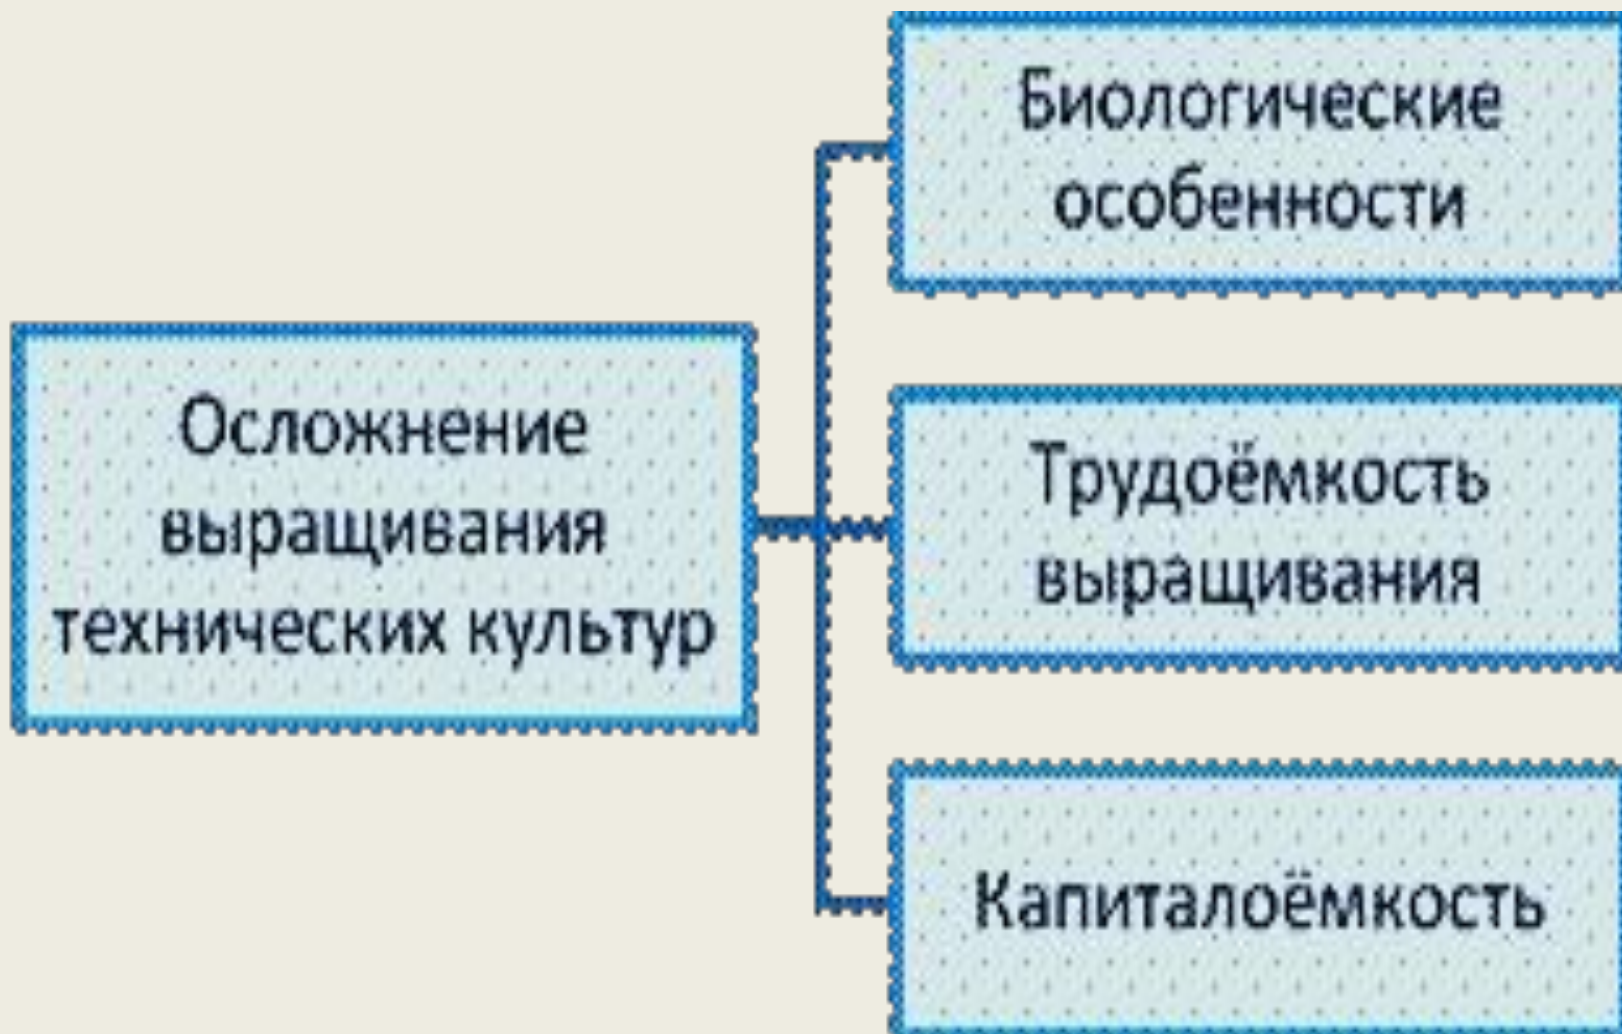 Осложнение
выращивания
технических культур
Биологические
особенности
Трудоёмкость
выращивания
Капиталоёмкость